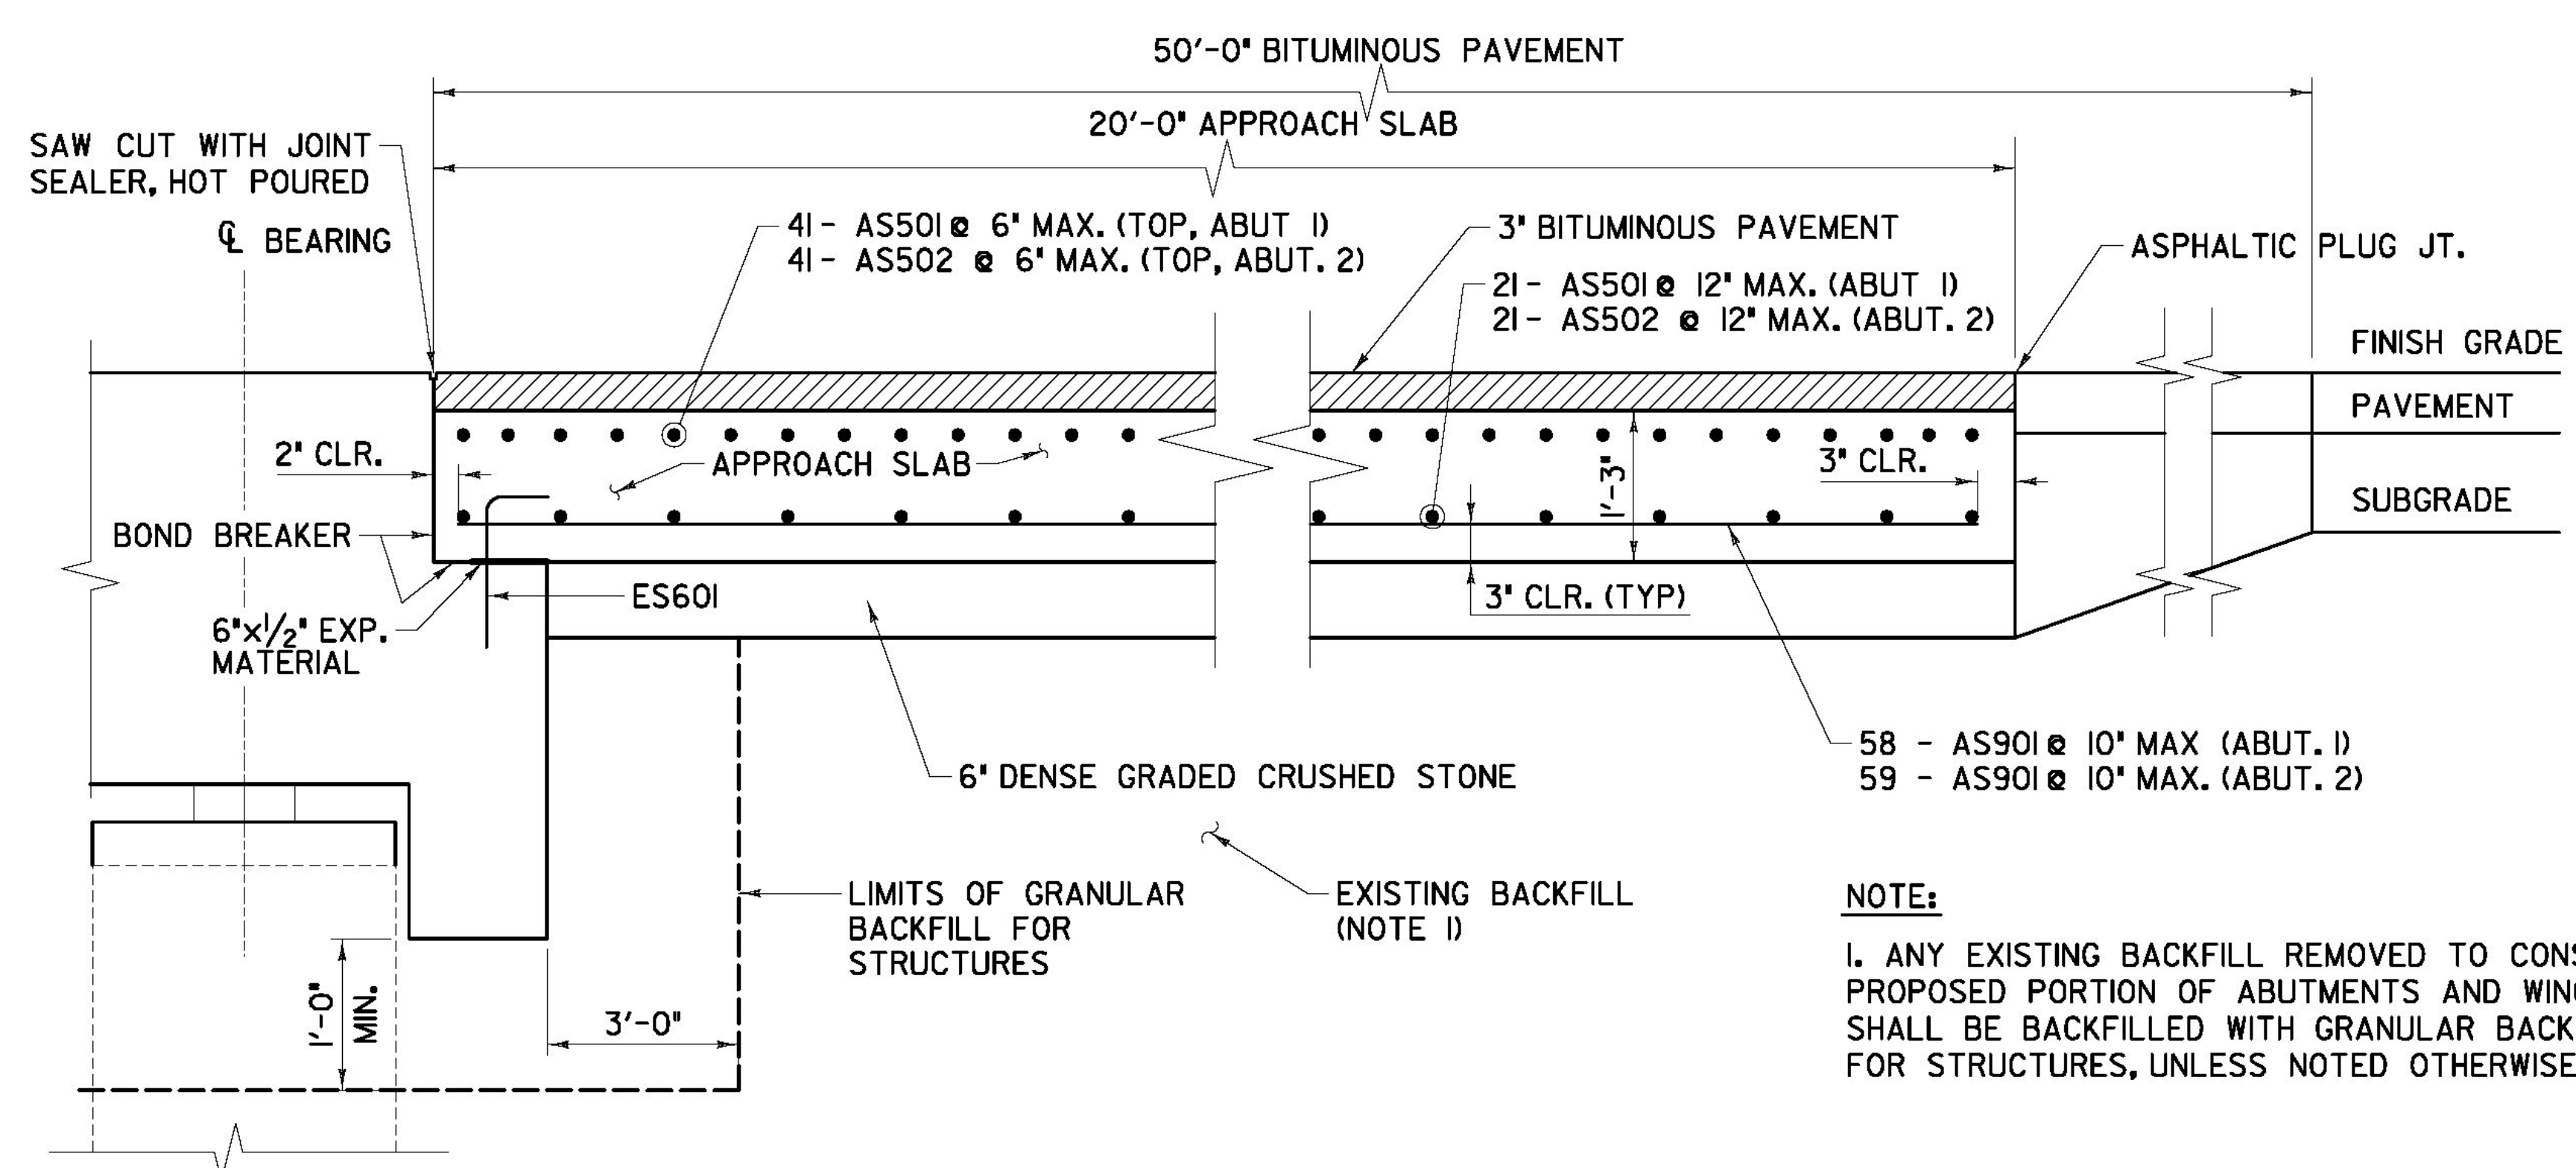 50'-0" BITUMINOUS PAVEMENT
20'-0" APPROACH SLAB
SAW CUT WITH JOINT
SEALER, HOT POURED
℄ BEARING
41 - AS501 @ 6" MAX. (TOP, ABUT 1)
41 - AS502 @ 6" MAX. (TOP, ABUT. 2)
3" BITUMINOUS PAVEMENT
21 - AS501 @ 12" MAX. (ABUT 1)
21 - AS502 @ 12" MAX. (ABUT. 2)
ASPHALTIC PLUG JT.
FINISH GRADE
PAVEMENT
SUBGRADE
2" CLR.
APPROACH SLAB
1'-3"
3" CLR.
BOND BREAKER
ES601
3" CLR. (TYP)
6"x1/2" EXP.
MATERIAL
58 - AS901 @ 10" MAX (ABUT. 1)
59 - AS901 @ 10" MAX. (ABUT. 2)
6" DENSE GRADED CRUSHED STONE
LIMITS OF GRANULAR
BACKFILL FOR
STRUCTURES
EXISTING BACKFILL
(NOTE 1)
1'-0"
MIN.
3'-0"
NOTE:
1. ANY EXISTING BACKFILL REMOVED TO CONS
PROPOSED PORTION OF ABUTMENTS AND WING
SHALL BE BACKFILLED WITH GRANULAR BACK
FOR STRUCTURES, UNLESS NOTED OTHERWISE